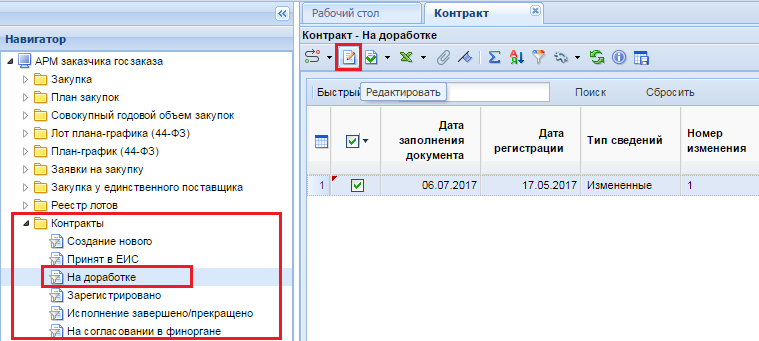 Навигатор
АРМ заказчика госзаказа
Закупка
План закупок
Совокупный годовой объем закупок
Лот плана-графика (44-ФЗ)
План-график (44-ФЗ)
Заявки на закупку
Закупка у единственного поставщика
Реестр лотов
Контракты
Создание нового
Принят в ЕИС
На доработке
Зарегистрировано
Исполнение завершено/прекращено
На согласовании в финоргане
Рабочий стол Контракт
Контракт - На доработке
Быстрый Редактировать Поиск Сбросить
Дата заполнения документа
Дата регистрации
Тип сведений
Номер изменения
1 06.07.2017 17.05.2017 Измененные 1